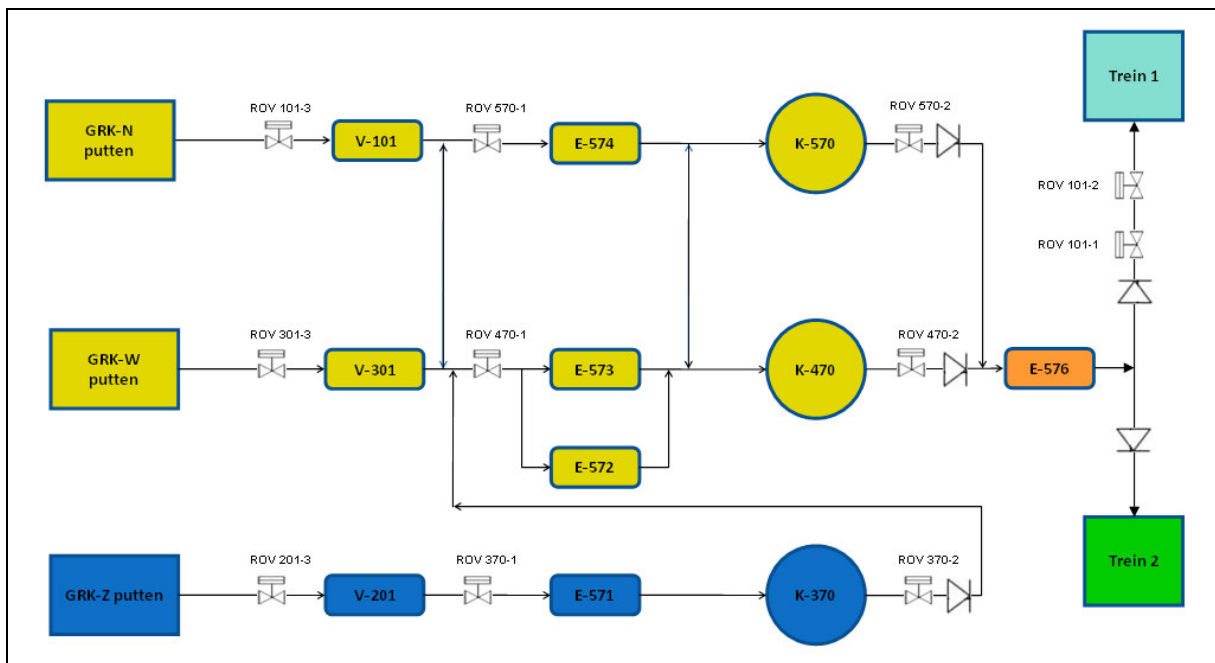 Trein 1
ROV 101-3
ROV 570-1
ROV 570-2
GRK-N
putten
V-101
E-574
K-570
ROV 101-2
ROV 101-1
ROV 301-3
ROV 470-1
ROV 470-2
GRK-W
putten
V-301
E-573
K-470
E-576
E-572
ROV 201-3
ROV 370-1
ROV 370-2
Trein 2
GRK-Z putten
V-201
E-571
K-370